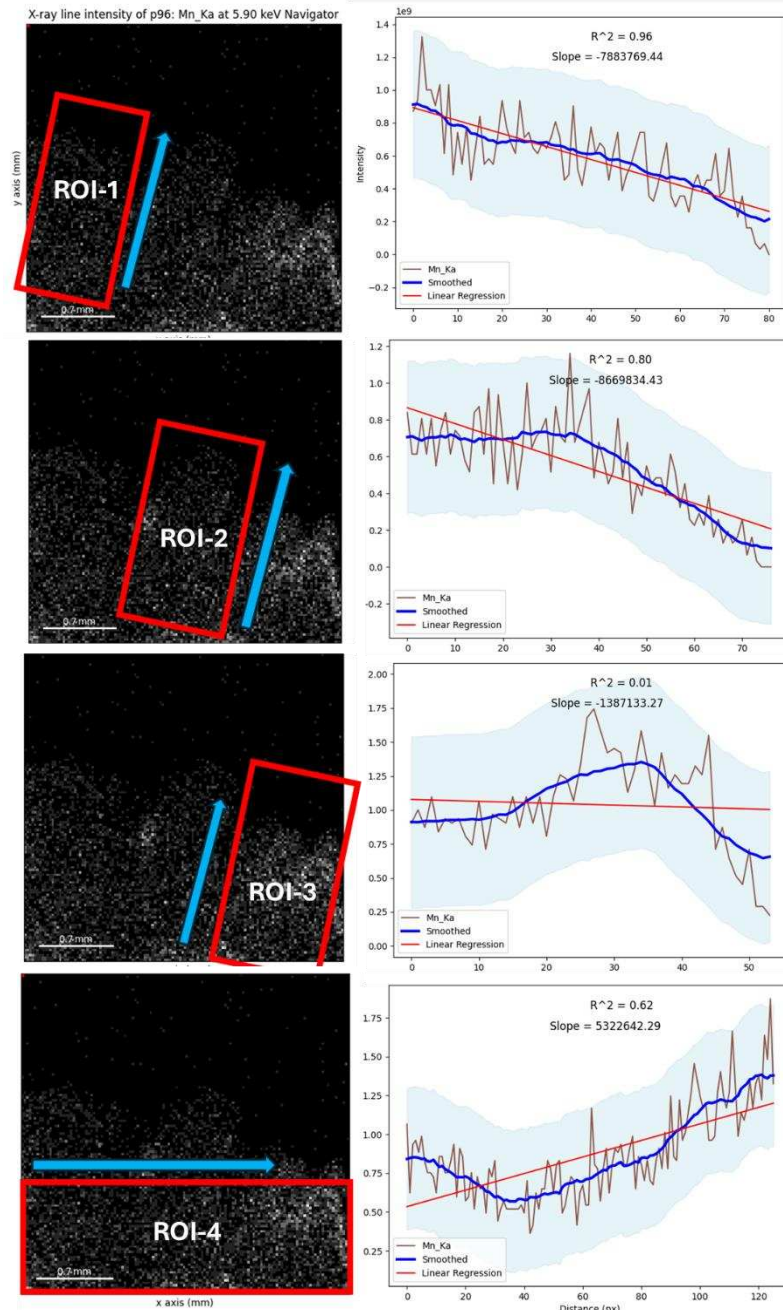 X-ray line intensity of p96: Mn_Ka at 5.90 keV Navigator
y axis (mm)
ROI-1
0.7mm
1e9
R^2 = 0.96
Slope = -7883769.44
Intensity
1.4
1.2
1.0
0.8
0.6
0.4
0.2
0.0
−0.2
Mn_Ka
Smoothed
Linear Regression
0 10 20 30 40 50 60 70 80
ROI-2
0.7mm
R^2 = 0.80
Slope = -8669834.43
1.2
1.0
0.8
0.6
0.4
0.2
0.0
−0.2
Mn_Ka
Smoothed
Linear Regression
0 10 20 30 40 50 60 70
ROI-3
0.7mm
R^2 = 0.01
Slope = -1387133.27
2.00
1.75
1.50
1.25
1.00
0.75
0.50
0.25
0.00
Mn_Ka
Smoothed
Linear Regression
0 10 20 30 40 50
ROI-4
0.7mm
x axis (mm)
R^2 = 0.62
Slope = 5322642.29
1.75
1.50
1.25
1.00
0.75
0.50
0.25
Mn_Ka
Smoothed
Linear Regression
0 20 40 60 80 100 120
Distance (px)